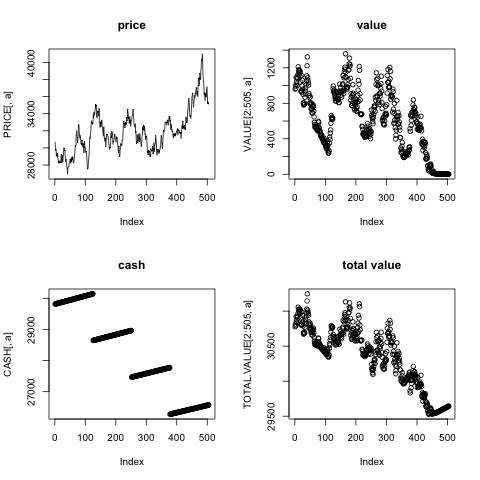 price
PRICE[, a]
28000 34000 40000
0 100 200 300 400 500
Index
value
VALUE[2:505, a]
0 400 800 1200
0 100 200 300 400 500
Index
cash
CASH[, a]
27000 29000
0 100 200 300 400 500
Index
total value
TOTAL.VALUE[2:505, a]
29500 30500
0 100 200 300 400 500
Index